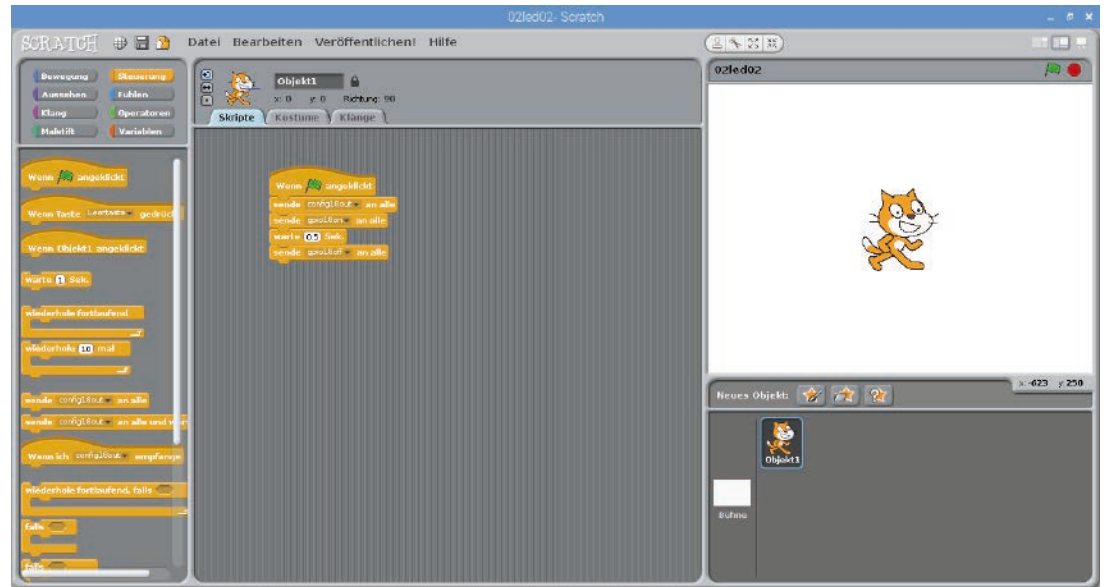 02led02- Scratch
SCRATCH Datei Bearbeiten Veröffentlichen! Hilfe
Bewegung Steuerung
Aussehen Fühlen
Klang Operatoren
Malstift Variablen
Objekt1
x: 0 y: 0 Richtung: 90
Skripte Kostüme Klänge
Wenn angeklickt
Wenn Taste Leertaste gedrückt
Wenn Objekt1 angeklickt
warte 1 Sek.
wiederhole fortlaufend
wiederhole 10 mal
sende config18out an alle
sende config18out an alle und
Wenn ich config18out empfange
wiederhole fortlaufend, falls
falls
falls
Wenn angeklickt
sende config18out an alle
sende gpio18on an alle
warte 0.5 Sek.
sende gpio18off an alle
02led02
x: -623 y: 250
Neues Objekt:
Objekt1
Bühne